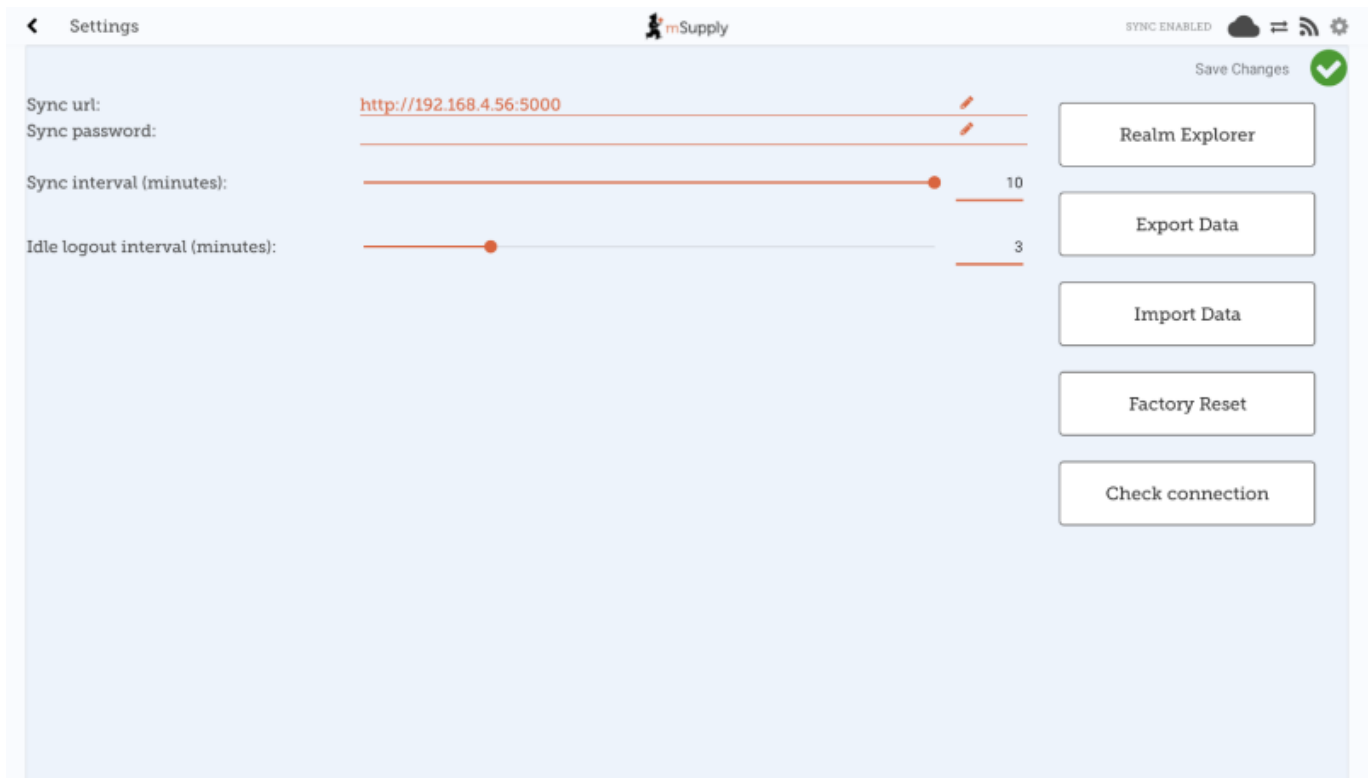 Settings
mSupply
SYNC ENABLED
Save Changes
Sync url:
http://192.168.4.56:5000
Sync password:
Sync interval (minutes):
10
Idle logout interval (minutes):
3
Realm Explorer
Export Data
Import Data
Factory Reset
Check connection